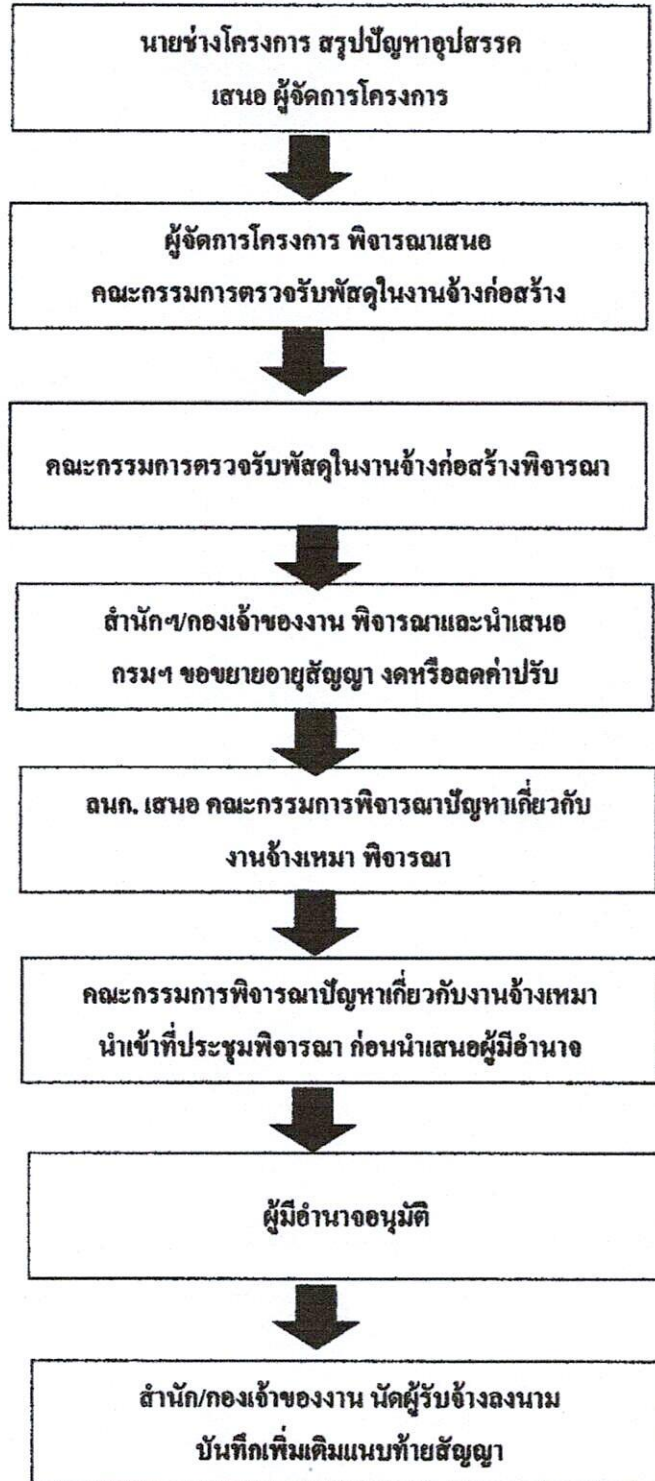 นายช่างโครงการ สรุปปัญหาอุปสรรค
เสนอ ผู้จัดการโครงการ
ผู้จัดการโครงการ พิจารณาเสนอ
คณะกรรมการตรวจรับพัสดุในงานจ้างก่อสร้าง
คณะกรรมการตรวจรับพัสดุในงานจ้างก่อสร้างพิจารณา
สำนักฯ/กองเจ้าของงาน พิจารณาและนำเสนอ
กรมฯ ขอขยายอายุสัญญา งดหรือลดค่าปรับ
ลนก. เสนอ คณะกรรมการพิจารณาปัญหาเกี่ยวกับ
งานจ้างเหมา พิจารณา
คณะกรรมการพิจารณาปัญหาเกี่ยวกับงานจ้างเหมา
นำเข้าที่ประชุมพิจารณา ก่อนนำเสนอผู้มีอำนาจ
ผู้มีอำนาจอนุมัติ
สำนัก/กองเจ้าของงาน นัดผู้รับจ้างลงนาม
บันทึกเพิ่มเติมแนบท้ายสัญญา